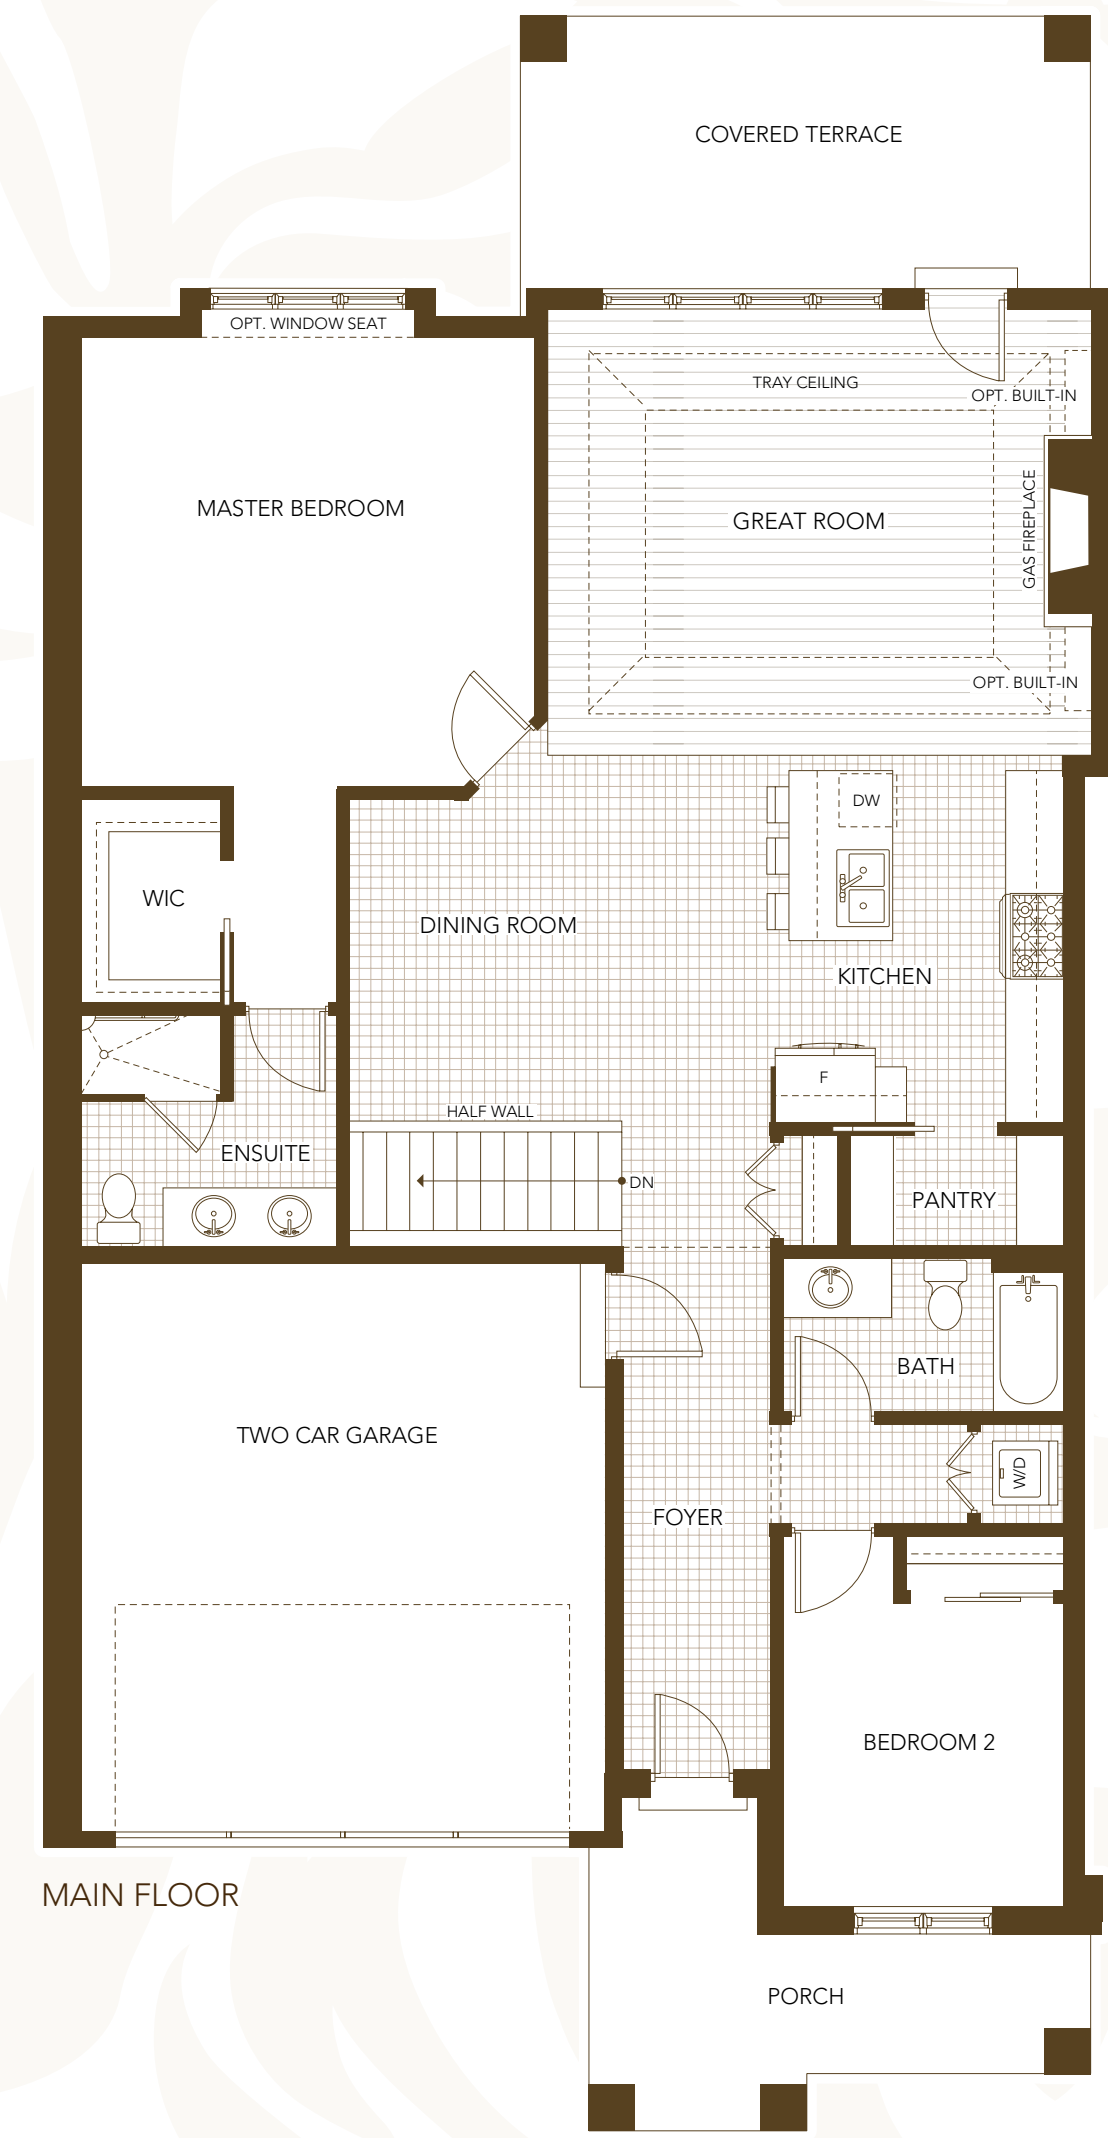 COVERED TERRACE
OPT. WINDOW SEAT
TRAY CEILING
OPT. BUILT-IN
MASTER BEDROOM
GREAT ROOM
GAS FIREPLACE
OPT. BUILT-IN
DW
WIC
DINING ROOM
KITCHEN
F
HALF WALL
ENSUITE
DN
PANTRY
BATH
TWO CAR GARAGE
W/D
FOYER
BEDROOM 2
MAIN FLOOR
PORCH